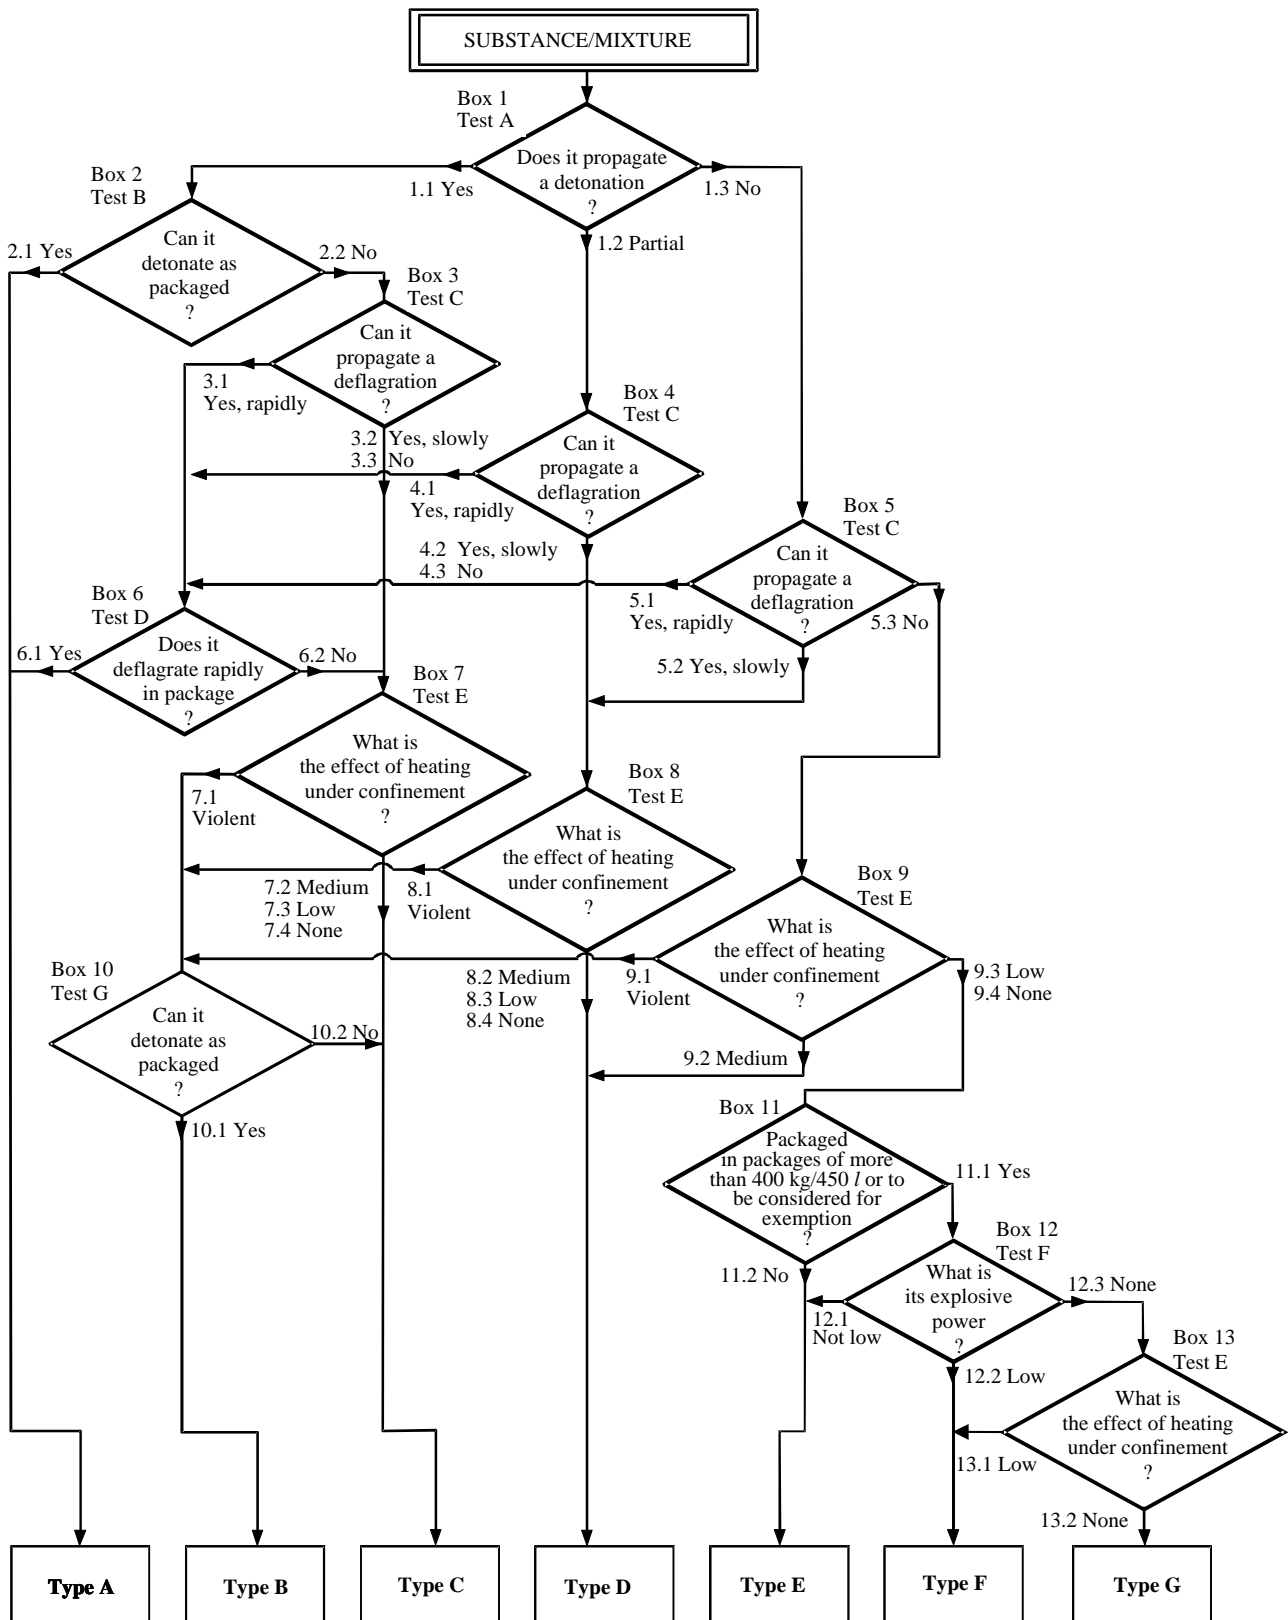 SUBSTANCE/MIXTURE
Box 1
Test A
Does it propagate
a detonation
?
1.1 Yes
1.3 No
1.2 Partial
Box 2
Test B
Can it
detonate as
packaged
?
2.1 Yes
2.2 No
Box 3
Test C
Can it
propagate a
deflagration
?
3.1
Yes, rapidly
3.2 Yes, slowly
3.3 No
Box 4
Test C
Can it
propagate a
deflagration
?
4.1
Yes, rapidly
4.2 Yes, slowly
4.3 No
Box 5
Test C
Can it
propagate a
deflagration
?
5.1
Yes, rapidly
5.3 No
5.2 Yes, slowly
Box 6
Test D
Does it
deflagrate rapidly
in package
?
6.1 Yes
6.2 No
Box 7
Test E
What is
the effect of heating
under confinement
?
7.1
Violent
7.2 Medium
7.3 Low
7.4 None
Box 8
Test E
What is
the effect of heating
under confinement
?
8.1
Violent
8.2 Medium
8.3 Low
8.4 None
Box 9
Test E
What is
the effect of heating
under confinement
?
9.1
Violent
9.3 Low
9.4 None
9.2 Medium
Box 10
Test G
Can it
detonate as
packaged
?
10.2 No
10.1 Yes
Box 11
Packaged
in packages of more
than 400 kg/450 l or to
be considered for
exemption
?
11.1 Yes
11.2 No
Box 12
Test F
What is
its explosive
power
?
12.1
Not low
12.3 None
12.2 Low
Box 13
Test E
What is
the effect of heating
under confinement
?
13.1 Low
13.2 None
Type A
Type B
Type C
Type D
Type E
Type F
Type G